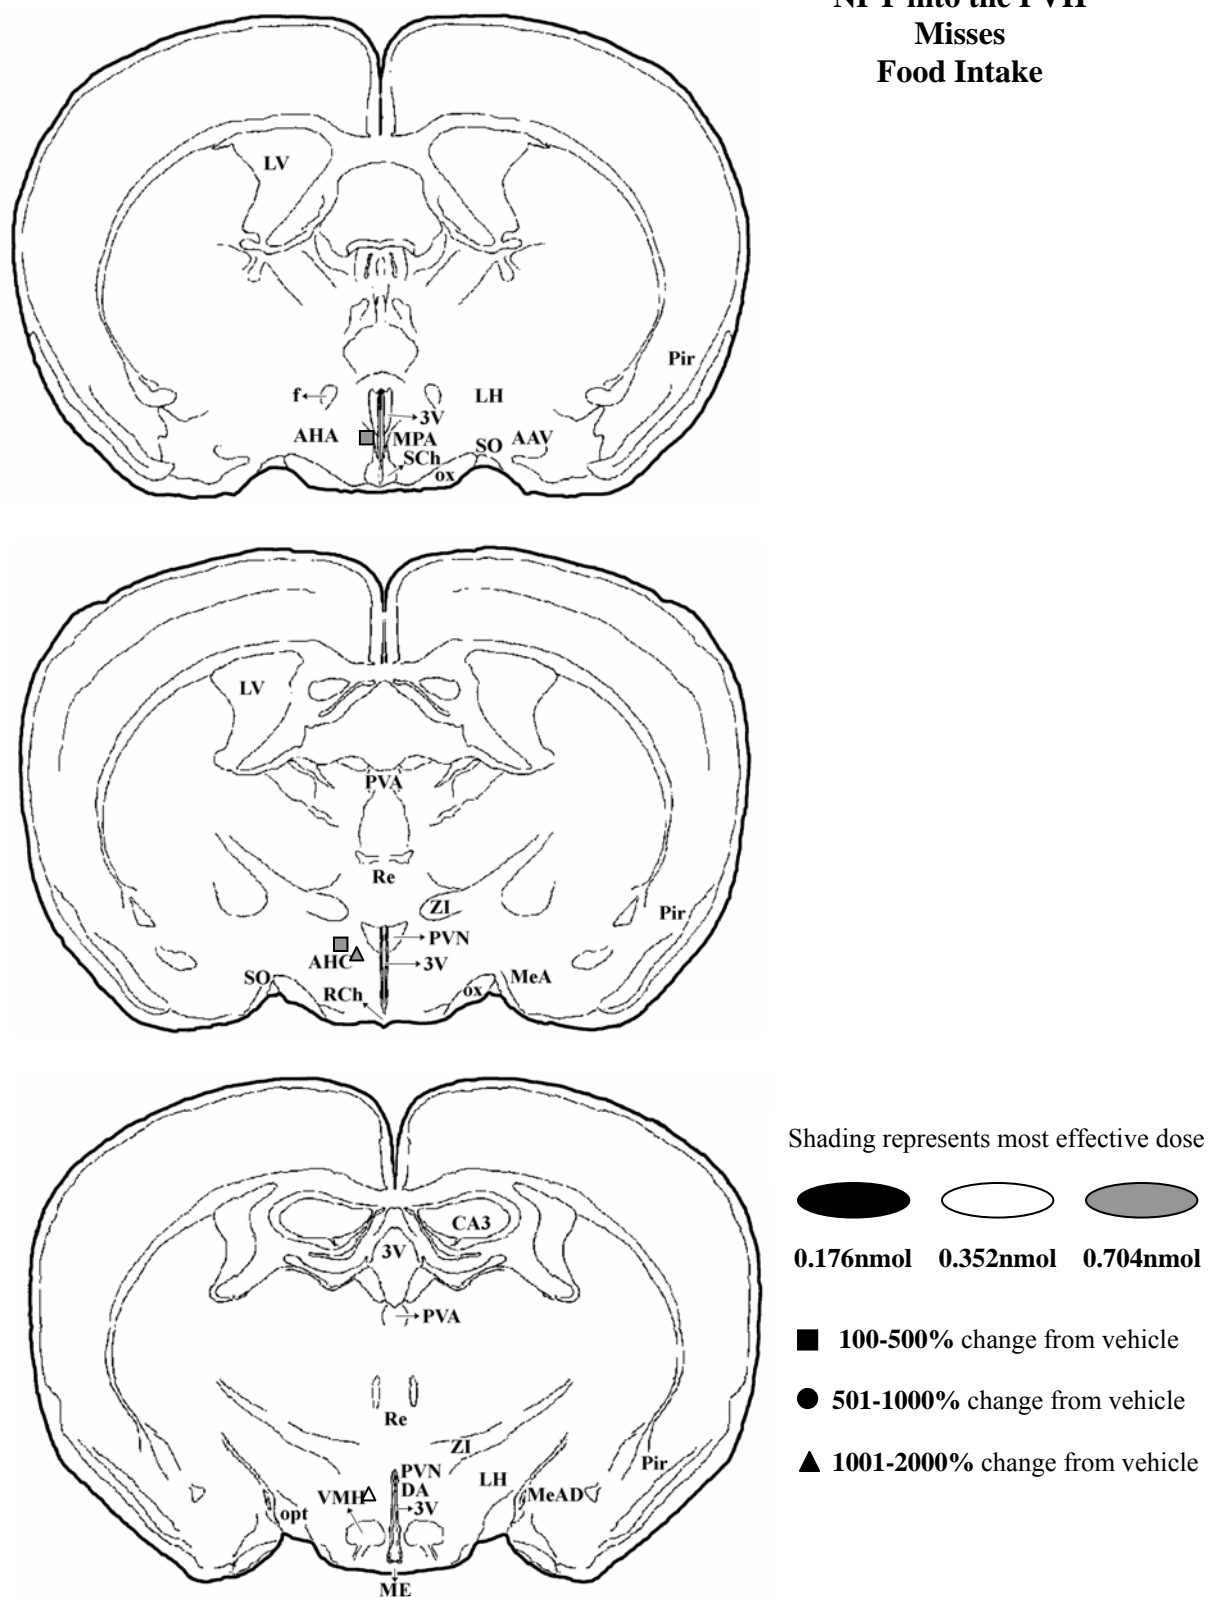 Misses
Food Intake
LV
Pir
f
LH
3V
AHA
MPA
SO
AAV
SCh
ox
LV
PVA
Re
ZI
Pir
PVN
AHC
3V
SO
MeA
RCh
ox
CA3
3V
PVA
Re
ZI
Pir
PVN
LH
DA
VMH
MeAD
opt
3V
ME
Shading represents most effective dose
0.176nmol 0.352nmol 0.704nmol
100-500% change from vehicle
501-1000% change from vehicle
1001-2000% change from vehicle